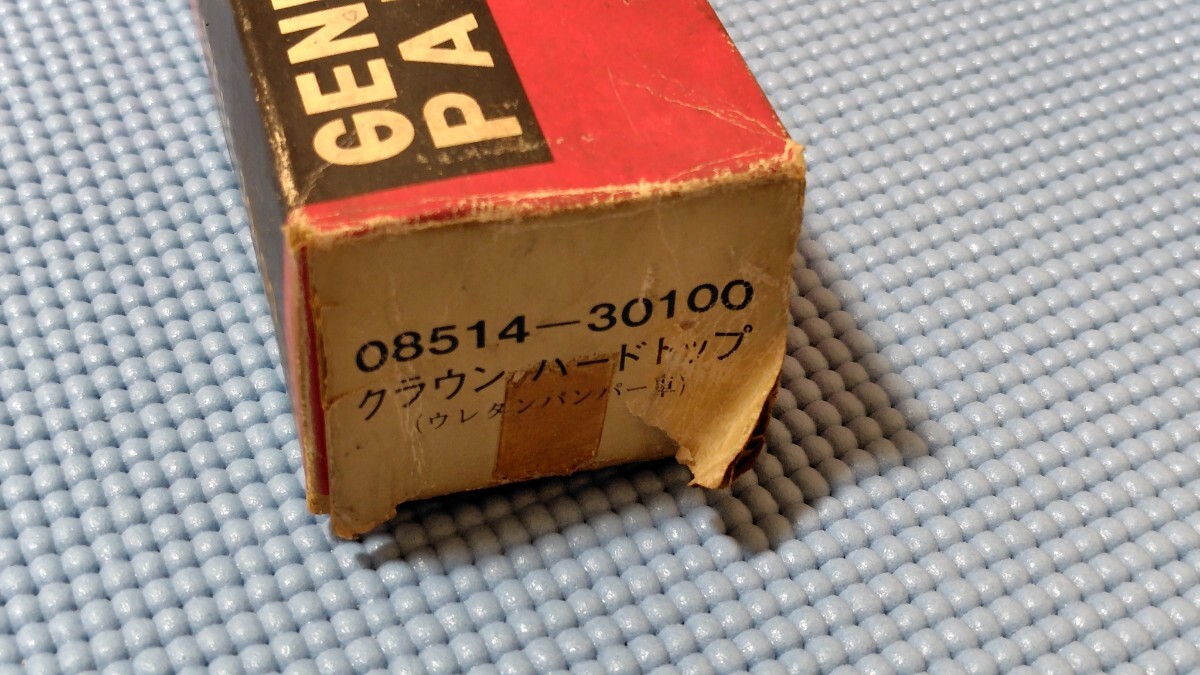 GEN
PA
08514-30100
クラウン ハードトップ
(ウレタンバンパー車)